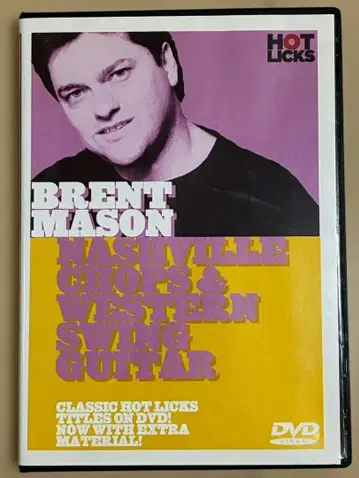 HOT
LICKS
BRENT
MASON
NASHVILLE
CHOPS &
WESTERN
SWING
GUITAR
CLASSIC HOT LICKS
TITLES ON DVD!
NOW WITH EXTRA
MATERIAL!
DVD
VIDEO